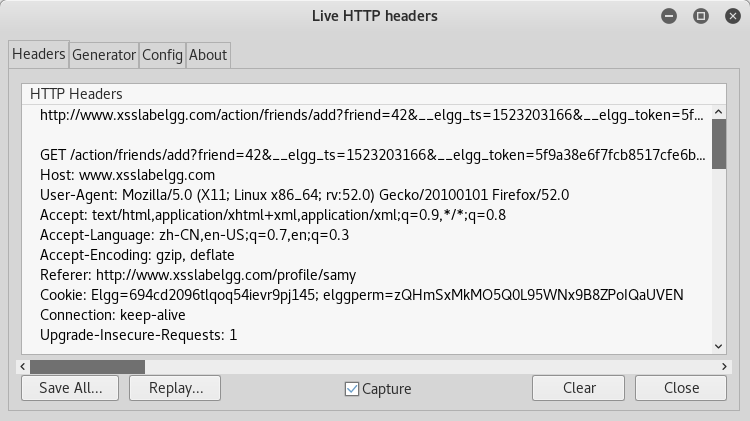 Live HTTP headers
Headers Generator Config About
HTTP Headers
http://www.xsslabelgg.com/action/friends/add?friend=42&__elgg_ts=1523203166&__elgg_token=5f...
GET /action/friends/add?friend=42&__elgg_ts=1523203166&__elgg_token=5f9a38e6f7fcb8517cfe6b...
Host: www.xsslabelgg.com
User-Agent: Mozilla/5.0 (X11; Linux x86_64; rv:52.0) Gecko/20100101 Firefox/52.0
Accept: text/html,application/xhtml+xml,application/xml;q=0.9,*/*;q=0.8
Accept-Language: zh-CN,en-US;q=0.7,en;q=0.3
Accept-Encoding: gzip, deflate
Referer: http://www.xsslabelgg.com/profile/samy
Cookie: Elgg=694cd2096tlqoq54ievr9pj145; elggperm=zQHmSxMkMO5Q0L95WNx9B8ZPoIQaUVEN
Connection: keep-alive
Upgrade-Insecure-Requests: 1
Save All... Replay... Capture Clear Close